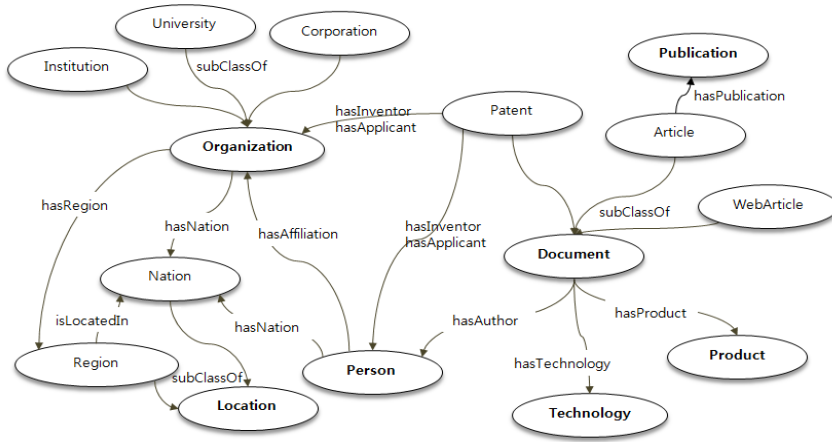 University
Corporation
Institution
subClassOf
Publication
hasPublication
hasInventor
hasApplicant
Patent
Article
Organization
hasRegion
WebArticle
subClassOf
hasNation
hasAffiliation
hasInventor
hasApplicant
Document
Nation
isLocatedIn
hasNation
hasAuthor
hasProduct
Region
subClassOf
Person
hasTechnology
Product
Location
Technology